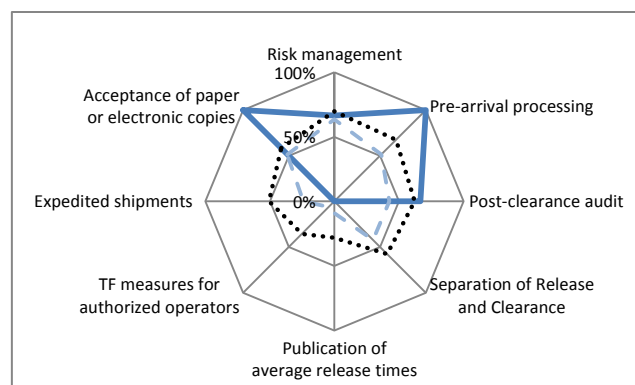 Risk management
100%
Acceptance of paper
or electronic copies
Pre-arrival processing
50%
Expedited shipments
0%
Post-clearance audit
TF measures for
authorized operators
Separation of Release
and Clearance
Publication of
average release times